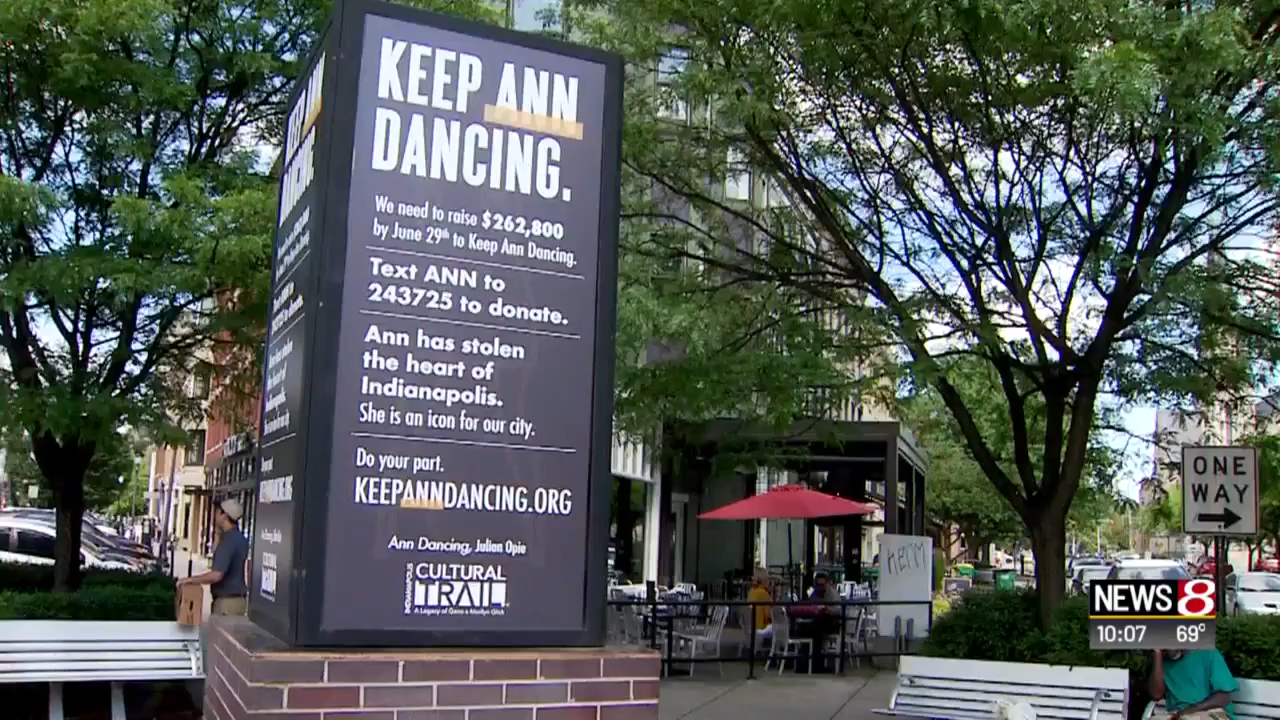 KEEP ANN
DANCING.
We need to raise $262,800
by June 29th to Keep Ann Dancing.
Text ANN to
243725 to donate.
Ann has stolen
the heart of
Indianapolis.
She is an icon for our city.
Do your part.
KEEPANNDANCING.ORG
Ann Dancing, Julian Opie
INDIANAPOLIS
CULTURAL
TRAIL
A Legacy of Gene & Marilyn Glick
ONE
WAY
NEWS 8
10:07 69°